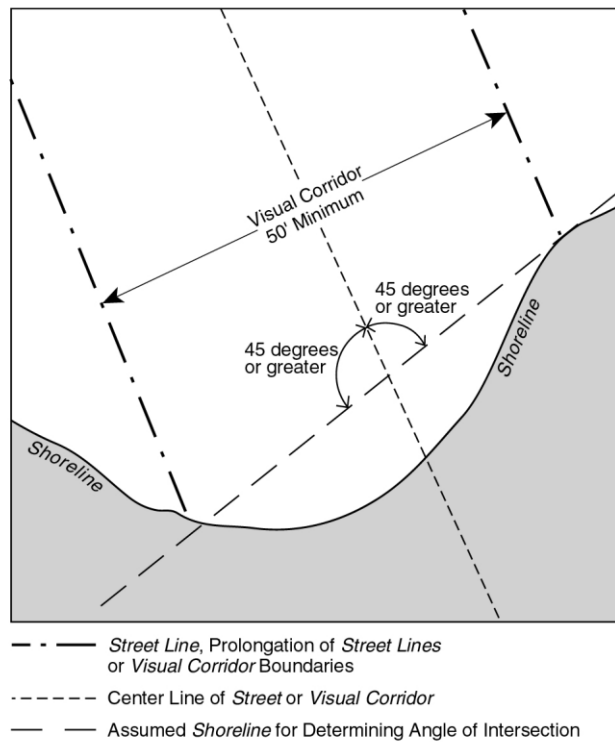 Visual Corridor
50' Minimum
45 degrees
or greater
45 degrees
or greater
Shoreline
Shoreline
Street Line, Prolongation of Street Lines
or Visual Corridor Boundaries
Center Line of Street or Visual Corridor
Assumed Shoreline for Determining Angle of Intersection